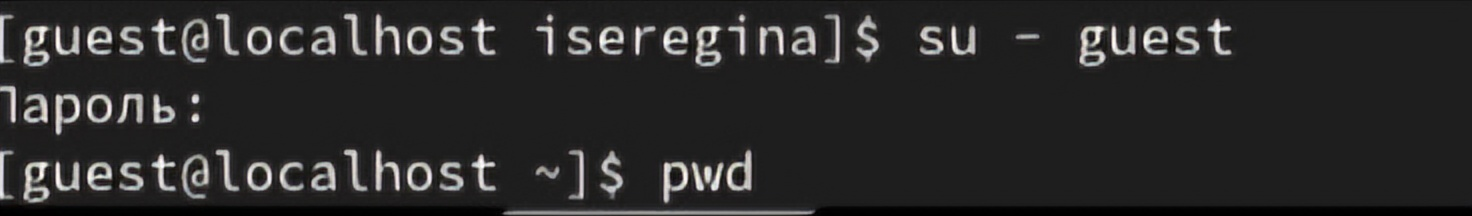 [guest@localhost iseregina]$ su - guest
Пароль:
[guest@localhost ~]$ pwd